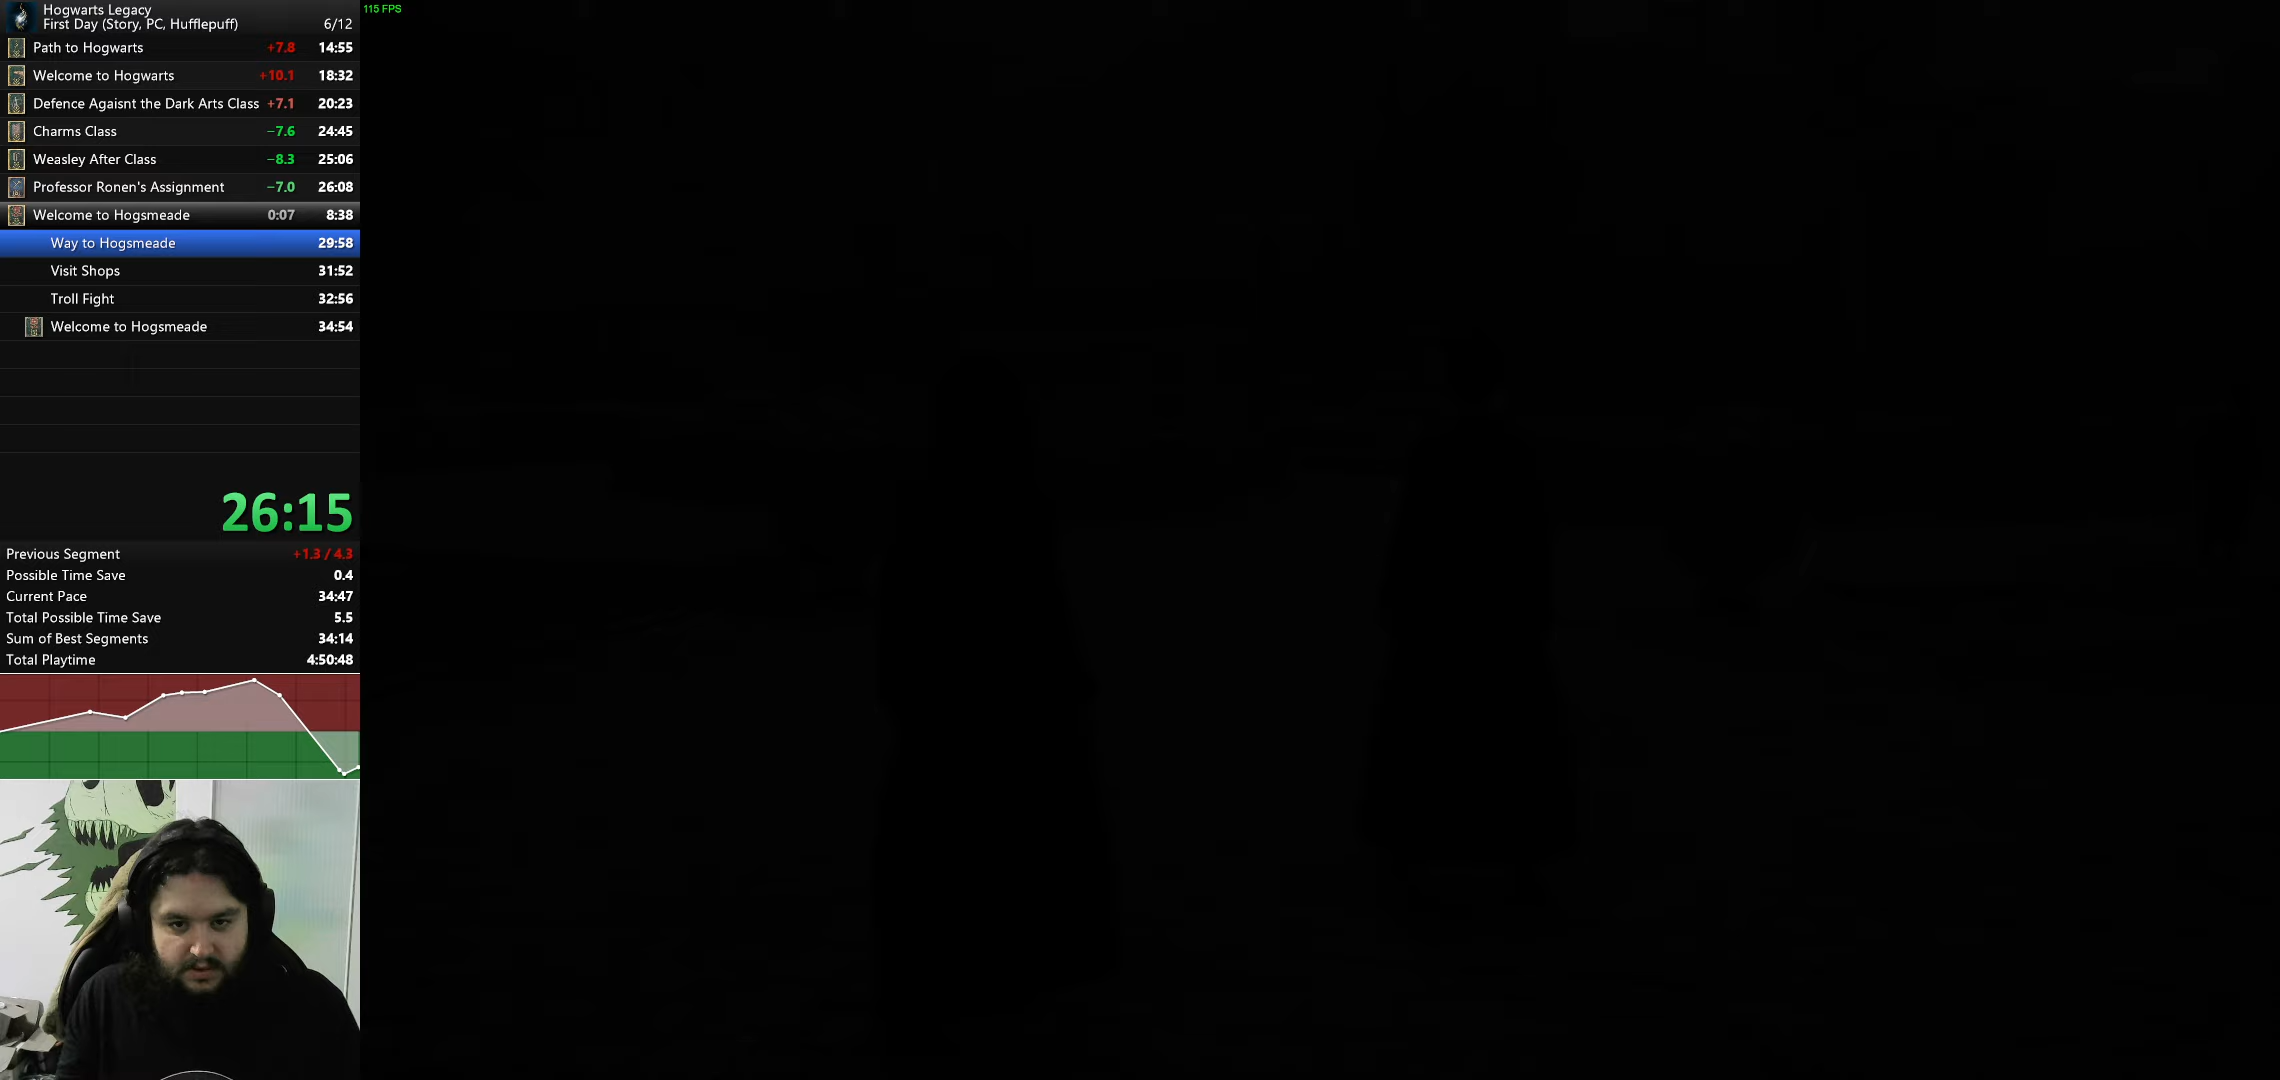 Hogwarts Legacy
First Day (Story, PC, Hufflepuff) 6/12
Path to Hogwarts +7.8 14:55
Welcome to Hogwarts +10.1 18:32
Defence Agaisnt the Dark Arts Class +7.1 20:23
Charms Class −7.6 24:45
Weasley After Class −8.3 25:06
Professor Ronen's Assignment −7.0 26:08
Welcome to Hogsmeade 0:07 8:38
Way to Hogsmeade 29:58
Visit Shops 31:52
Troll Fight 32:56
Welcome to Hogsmeade 34:54
26:15
Previous Segment +1.3 / 4.3
Possible Time Save 0.4
Current Pace 34:47
Total Possible Time Save 5.5
Sum of Best Segments 34:14
Total Playtime 4:50:48
115 FPS